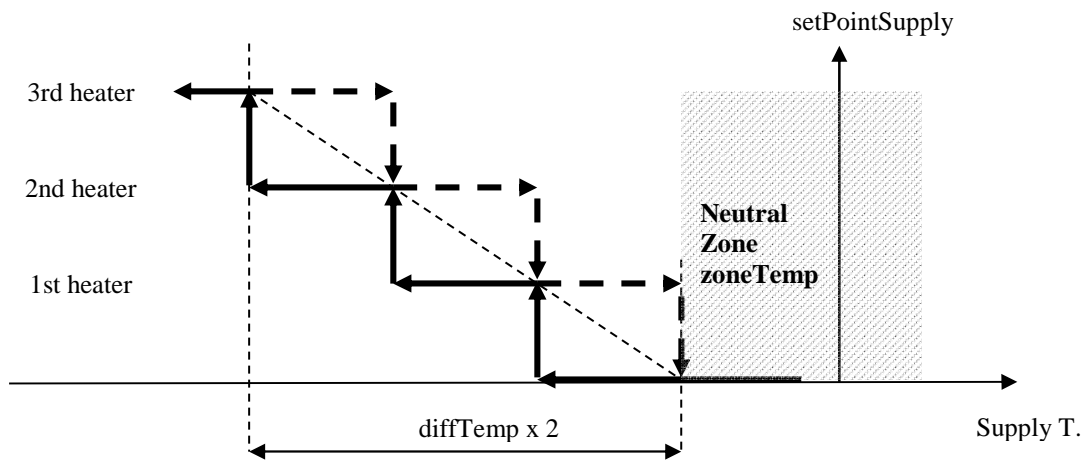 setPointSupply
3rd heater
2nd heater
Neutral
Zone
zoneTemp
1st heater
diffTemp x 2
Supply T.